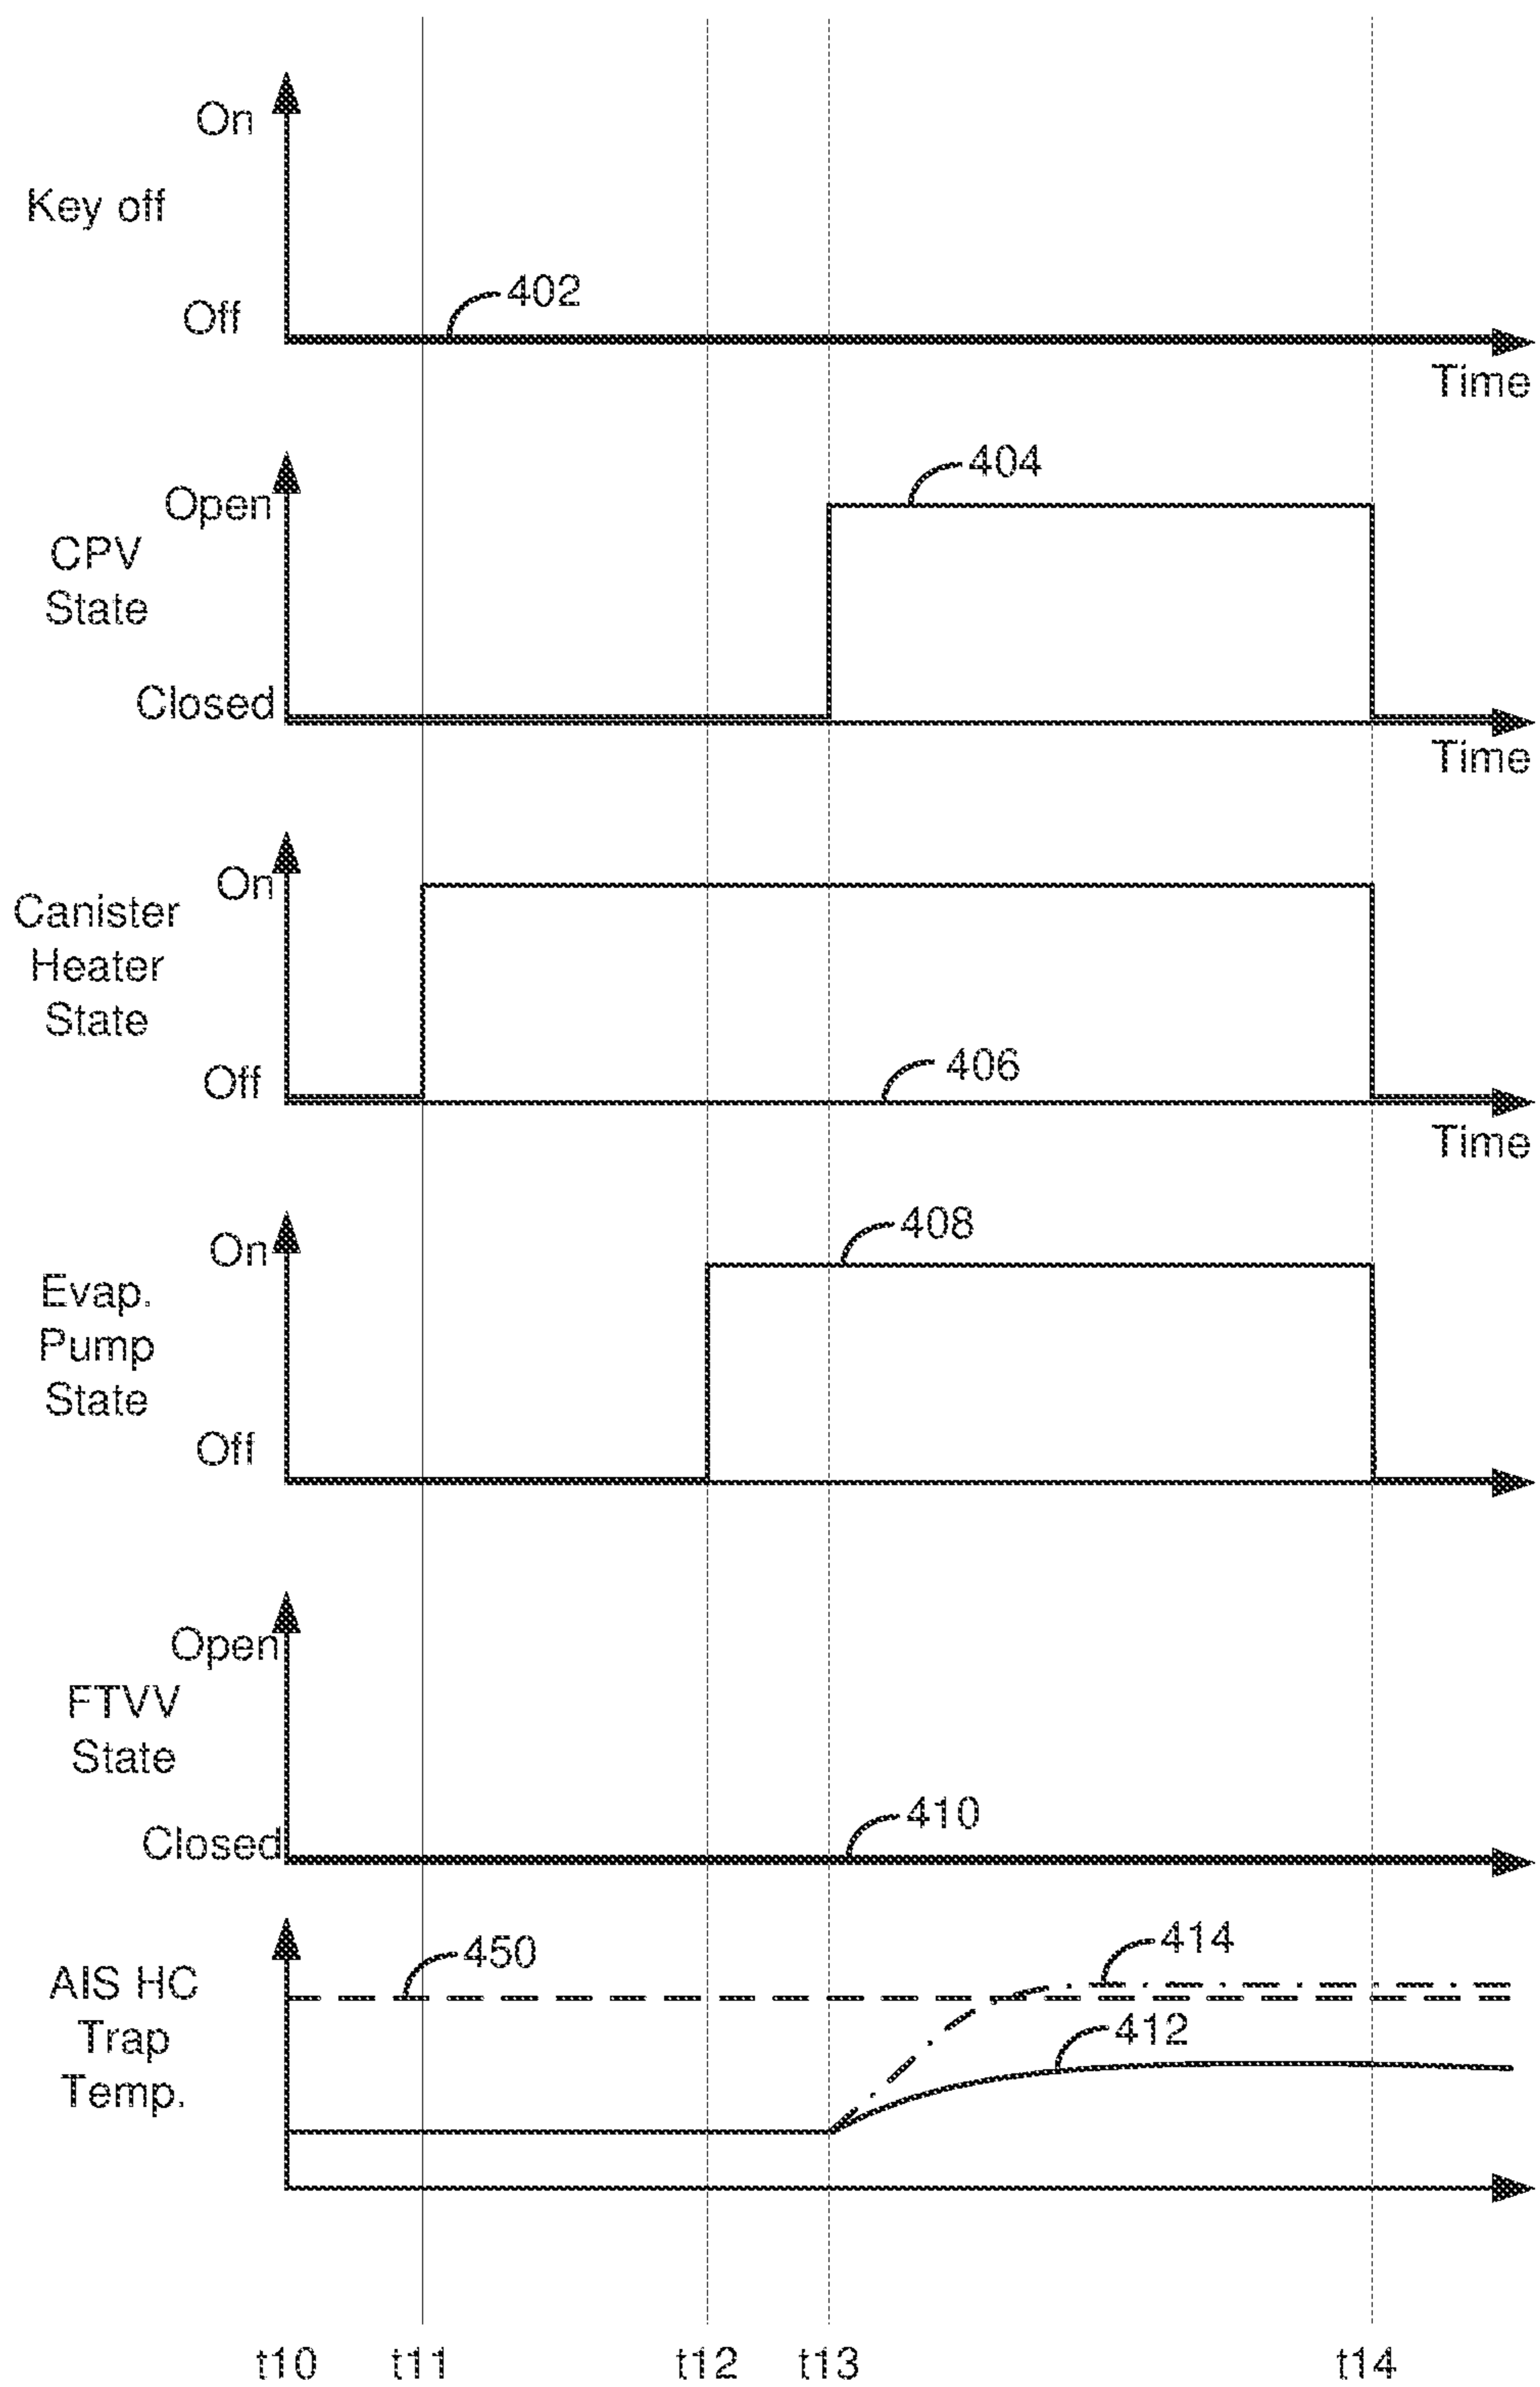 On
Key off
402
Off
Time
404
Open
CPV
State
Closed
Time
On
Canister
Heater
State
406
Off
Time
408
On
Evap.
Pump
State
Off
Open
FTVV
State
410
Closed
414
450
AIS HC
412
Trap
Temp.
t10 t11 t12 t13 t14